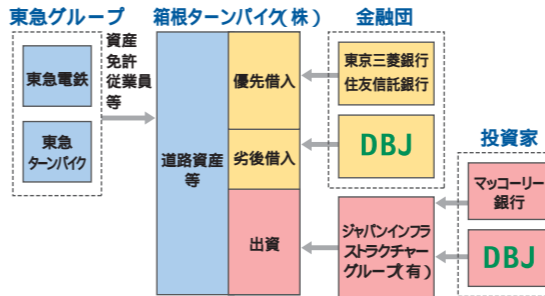 東急グループ
箱根ターンバイク(株)
金融団
資産
免許
従業員
等
東急電鉄
東急
ターンバイク
道路資産
等
優先借入
劣後借入
出資
東京三菱銀行
住友信託銀行
DBJ
投資家
マッコーリー
銀行
DBJ
ジャパンインフラ
ストラクチャー
グループ(有)